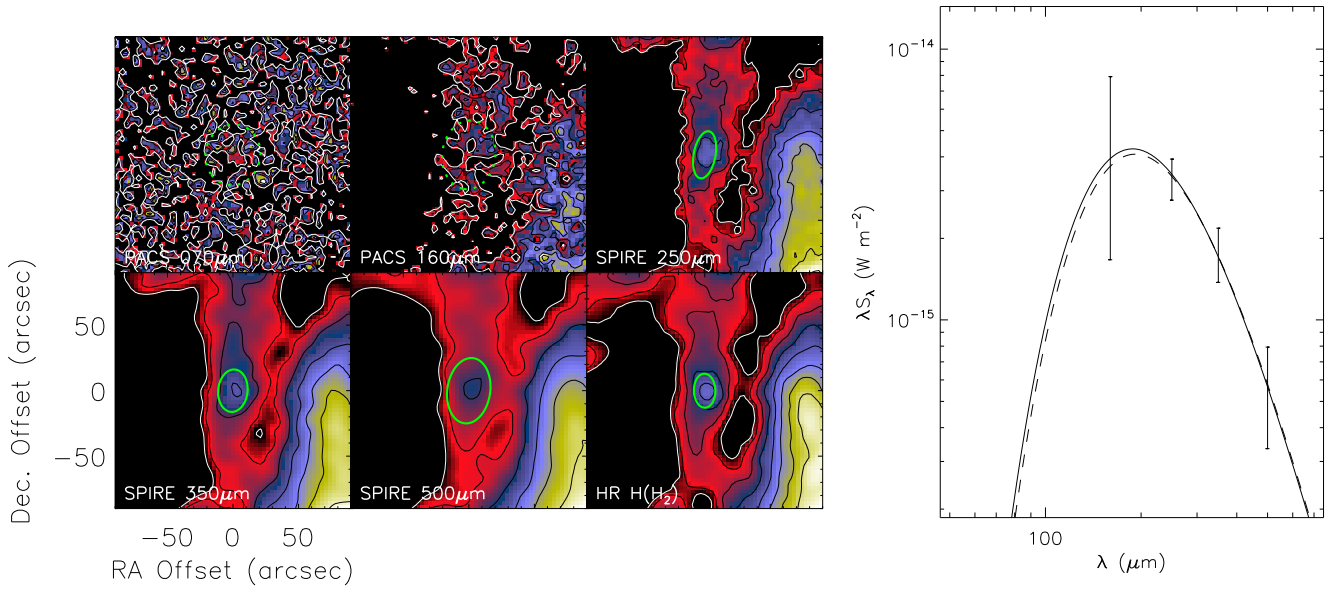 PACS 070μm
PACS 160μm
SPIRE 250μm
SPIRE 350μm
SPIRE 500μm
HR H(H₂)
Dec. Offset (arcsec)
50
0
−50
−50 0 50
RA Offset (arcsec)
10⁻¹⁴
10⁻¹⁵
λS_λ (W m⁻²)
100
λ (μm)